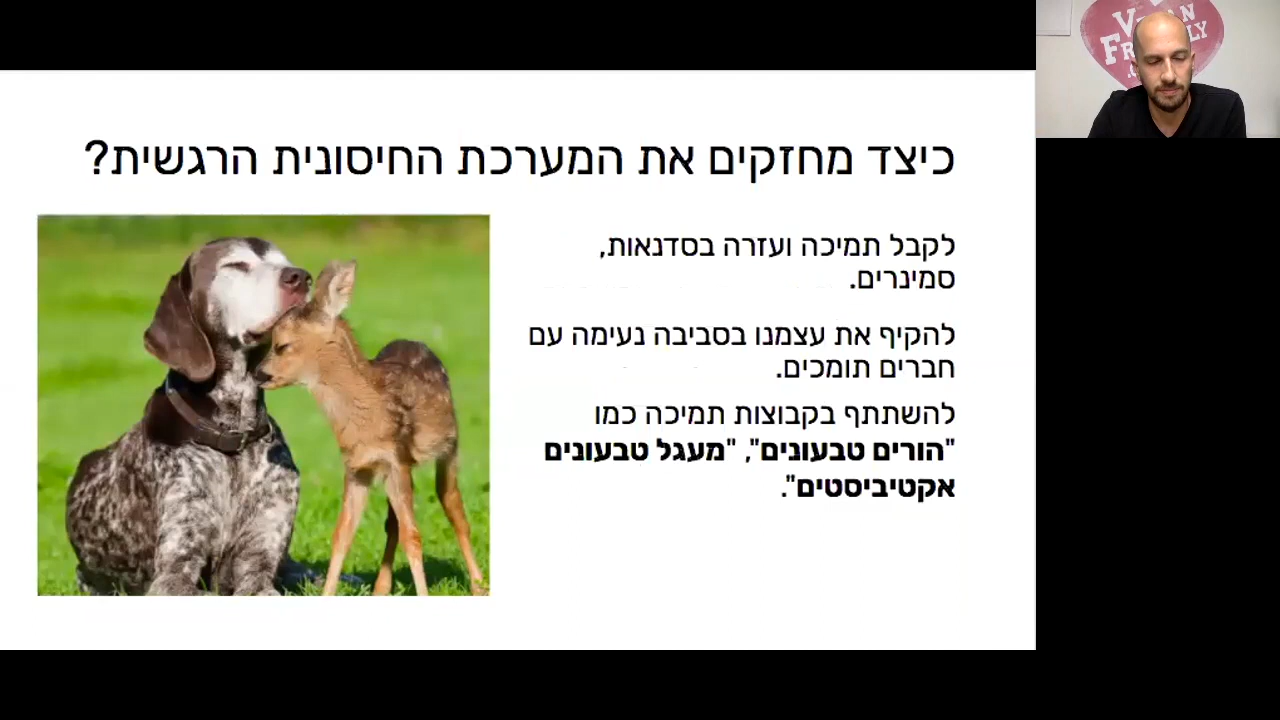 כיצד מחזקים את המערכת החיסונית הרגשית?
לקבל תמיכה ועזרה בסדנאות,
סמינרים.
להקיף את עצמנו בסביבה נעימה עם
חברים תומכים.
להשתתף בקבוצות תמיכה כמו
"הורים טבעונים", "מעגל טבעונים
אקטיביסטים".